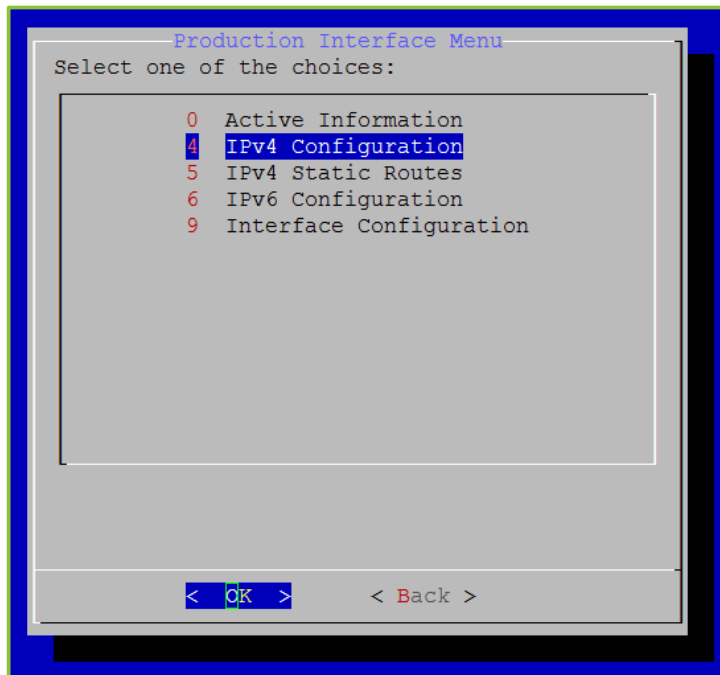 Production Interface Menu
Select one of the choices:
0 Active Information
4 IPv4 Configuration
5 IPv4 Static Routes
6 IPv6 Configuration
9 Interface Configuration
< OK > < Back >